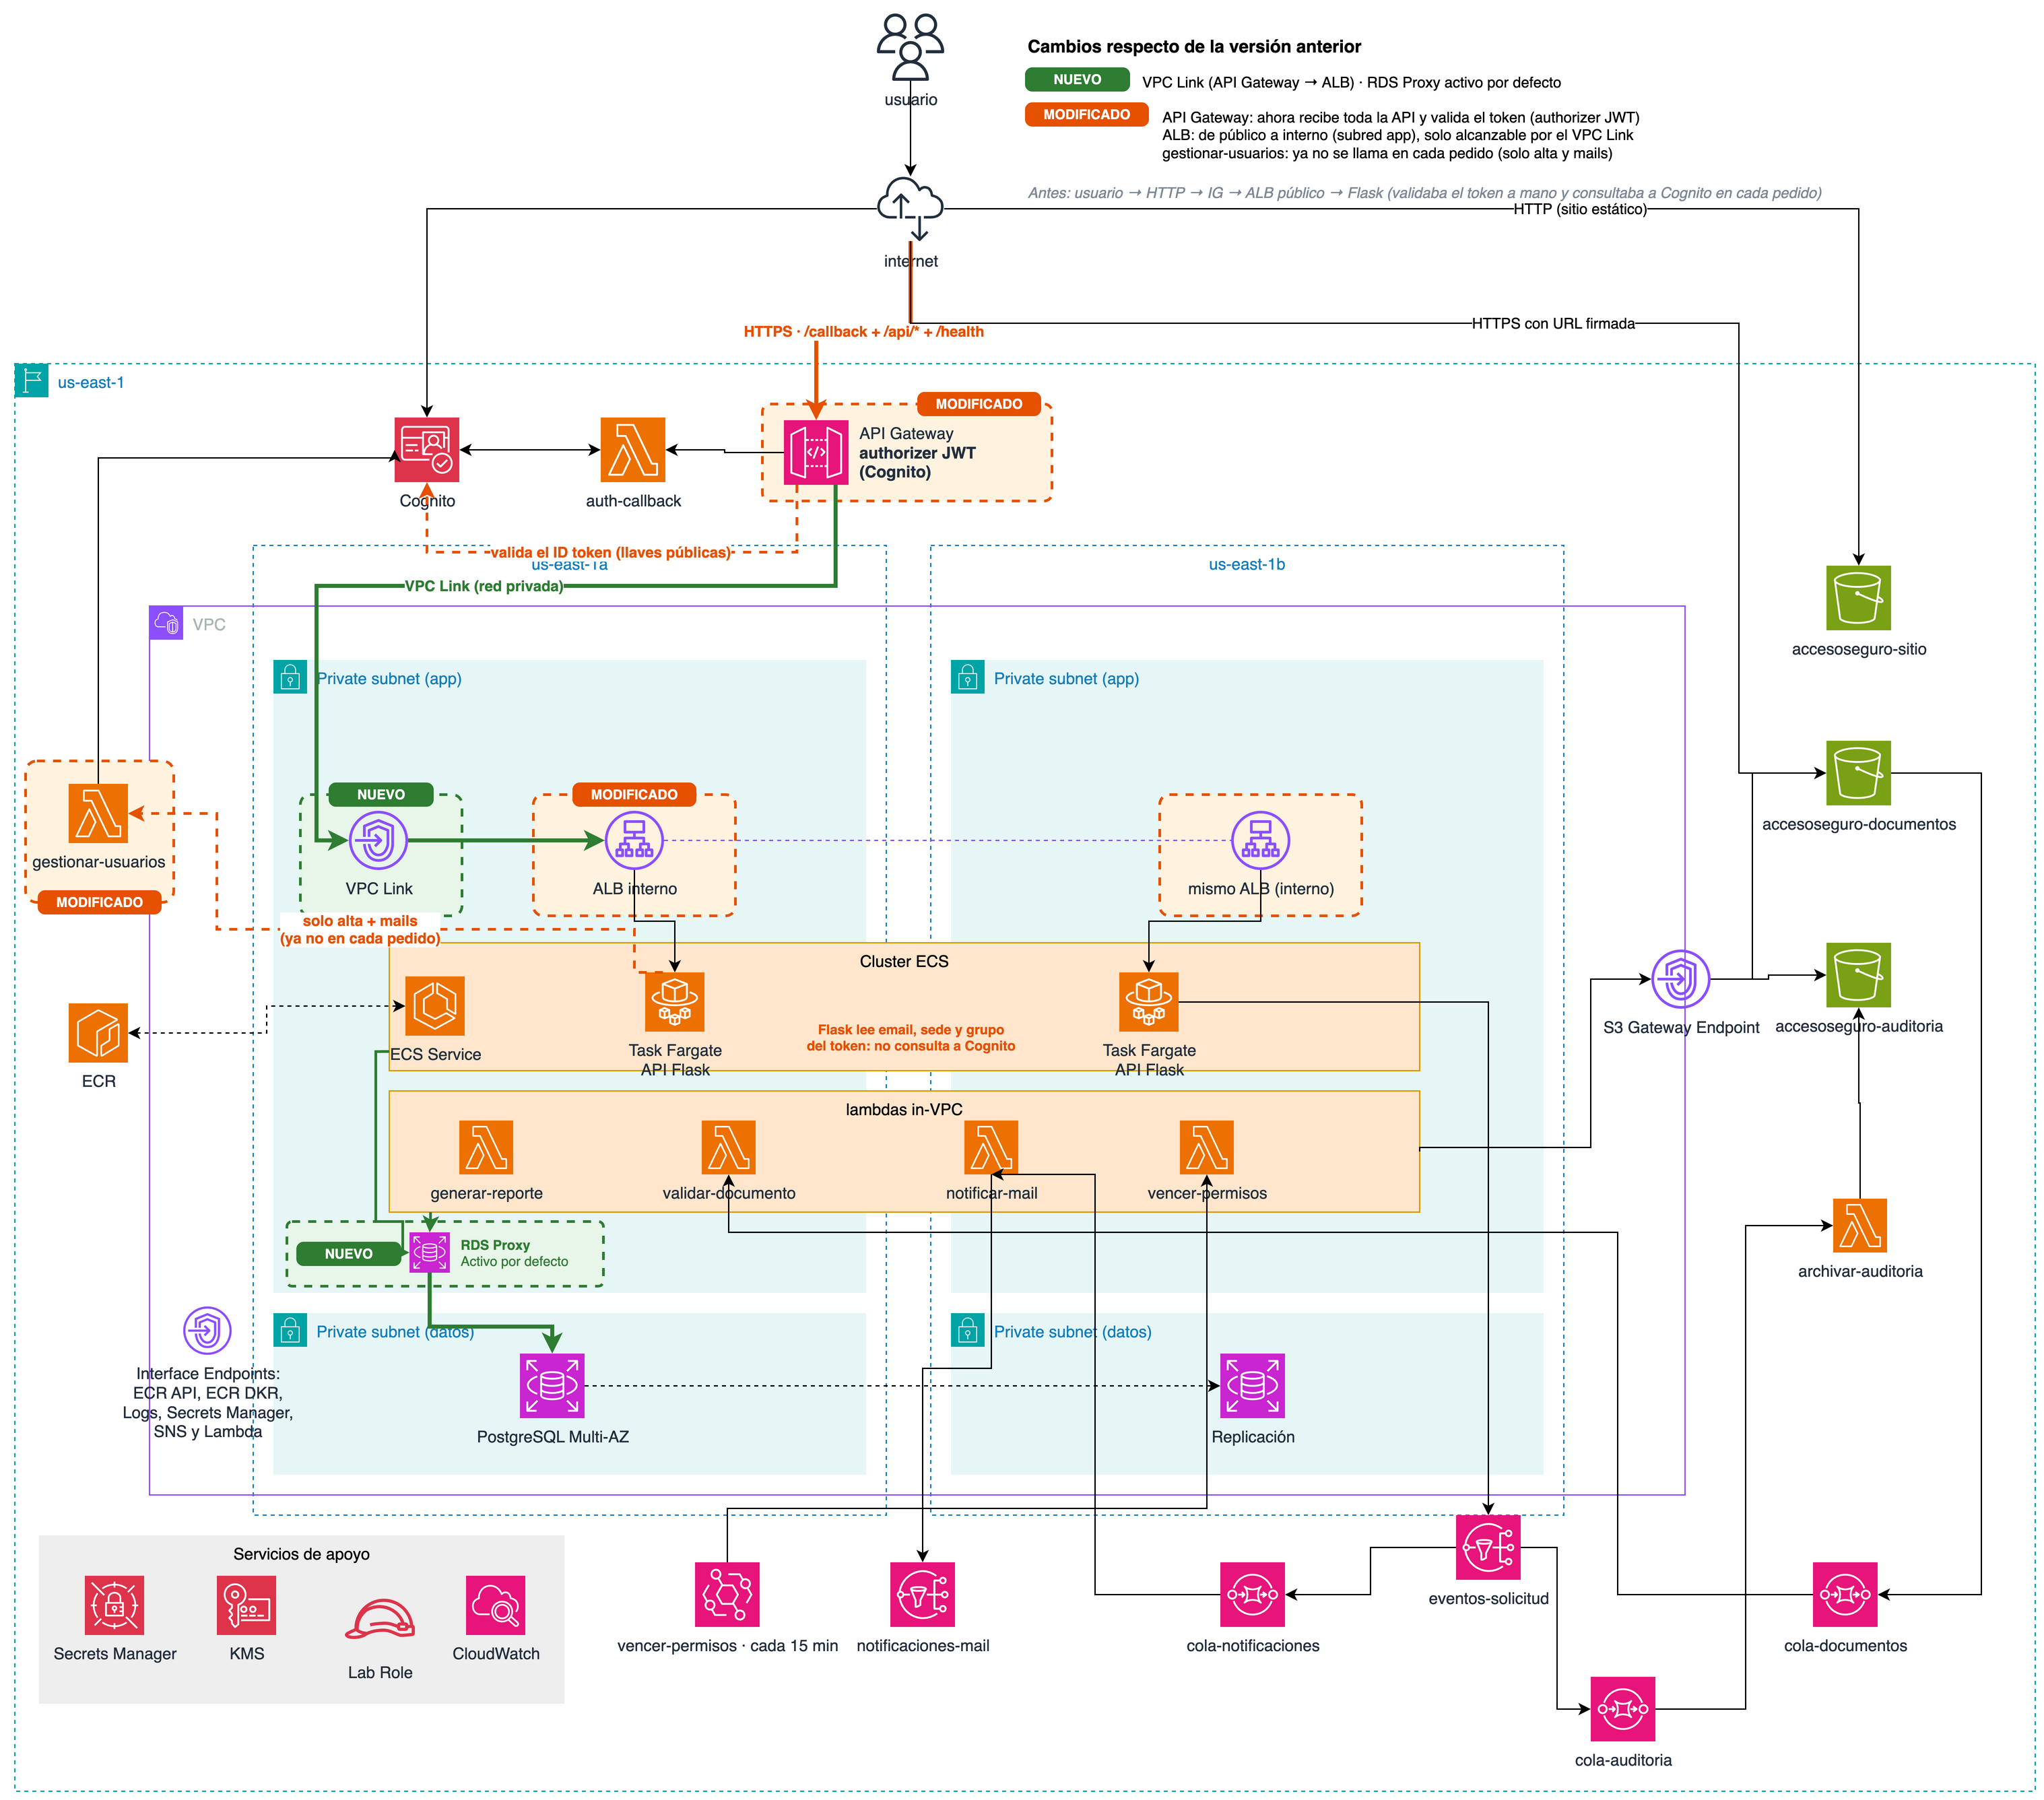 usuario
Cambios respecto de la versión anterior
NUEVO
VPC Link (API Gateway → ALB) · RDS Proxy activo por defecto
MODIFICADO
API Gateway: ahora recibe toda la API y valida el token (authorizer JWT)
ALB: de público a interno (subred app), solo alcanzable por el VPC Link
gestionar-usuarios: ya no se llama en cada pedido (solo alta y mails)
Antes: usuario → HTTP → IG → ALB público → Flask (validaba el token a mano y consultaba a Cognito en cada pedido)
HTTP (sitio estático)
internet
HTTPS · /callback + /api/* + /health
HTTPS con URL firmada
us-east-1
MODIFICADO
API Gateway
authorizer JWT
(Cognito)
Cognito
auth-callback
valida el ID token (llaves públicas)
us-east-1a
us-east-1b
VPC Link (red privada)
VPC
accesoseguro-sitio
Private subnet (app)
Private subnet (app)
NUEVO
MODIFICADO
accesoseguro-documentos
gestionar-usuarios
MODIFICADO
VPC Link
ALB interno
mismo ALB (interno)
solo alta + mails
(ya no en cada pedido)
Cluster ECS
ECS Service
Task Fargate
API Flask
Flask lee email, sede y grupo
del token: no consulta a Cognito
Task Fargate
API Flask
S3 Gateway Endpoint
accesoseguro-auditoria
ECR
lambdas in-VPC
generar-reporte
validar-documento
notificar-mail
vencer-permisos
NUEVO
RDS Proxy
Activo por defecto
archivar-auditoria
Private subnet (datos)
Private subnet (datos)
Interface Endpoints:
ECR API, ECR DKR,
Logs, Secrets Manager,
SNS y Lambda
PostgreSQL Multi-AZ
Replicación
Servicios de apoyo
Secrets Manager
KMS
Lab Role
CloudWatch
vencer-permisos · cada 15 min
notificaciones-mail
cola-notificaciones
eventos-solicitud
cola-documentos
cola-auditoria